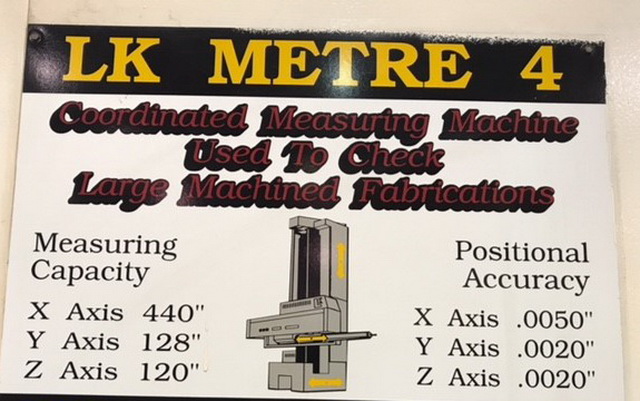 LK METRE 4
Coordinated Measuring Machine
Used To Check
Large Machined Fabrications
Measuring
Capacity
X Axis 440"
Y Axis 128"
Z Axis 120"
Positional
Accuracy
X Axis .0050"
Y Axis .0020"
Z Axis .0020"